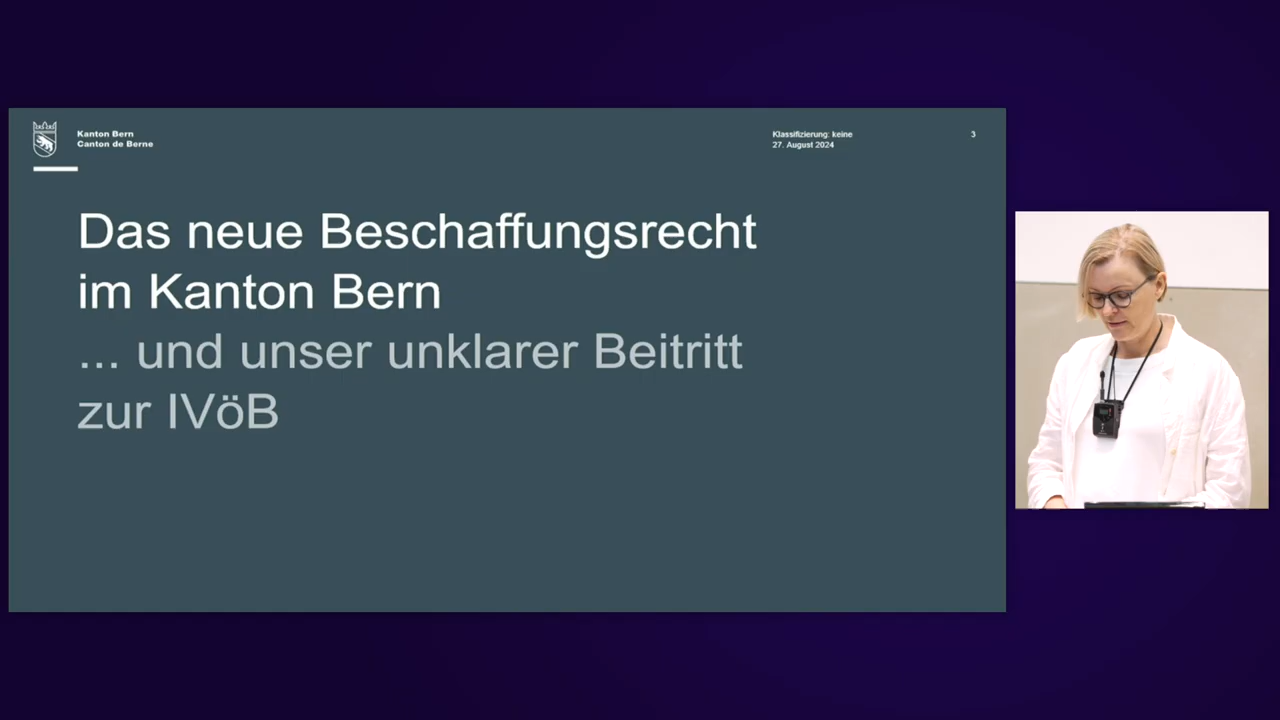 Kanton Bern
Canton de Berne
Klassifizierung: keine
27. August 2024
3
Das neue Beschaffungsrecht
im Kanton Bern
... und unser unklarer Beitritt
zur IVöB